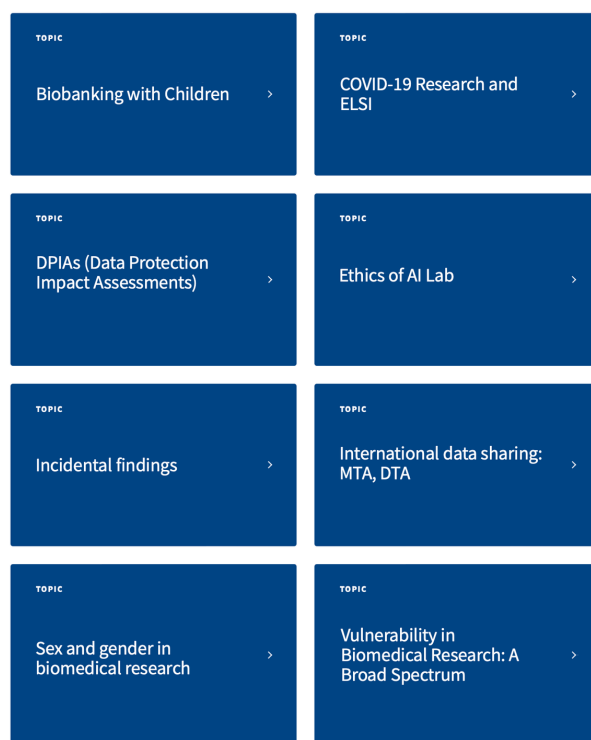 TOPIC
Biobanking with Children
TOPIC
COVID-19 Research and
ELSI
TOPIC
DPIAs (Data Protection
Impact Assessments)
TOPIC
Ethics of AI Lab
TOPIC
Incidental findings
TOPIC
International data sharing:
MTA, DTA
TOPIC
Sex and gender in
biomedical research
TOPIC
Vulnerability in
Biomedical Research: A
Broad Spectrum